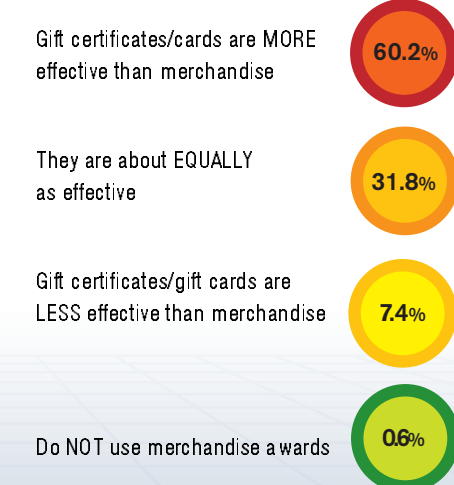 Gift certificates/cards are MORE
effective than merchandise
60.2%
They are about EQUALLY
as effective
31.8%
Gift certificates/gift cards are
LESS effective than merchandise
7.4%
Do NOT use merchandise awards
0.6%